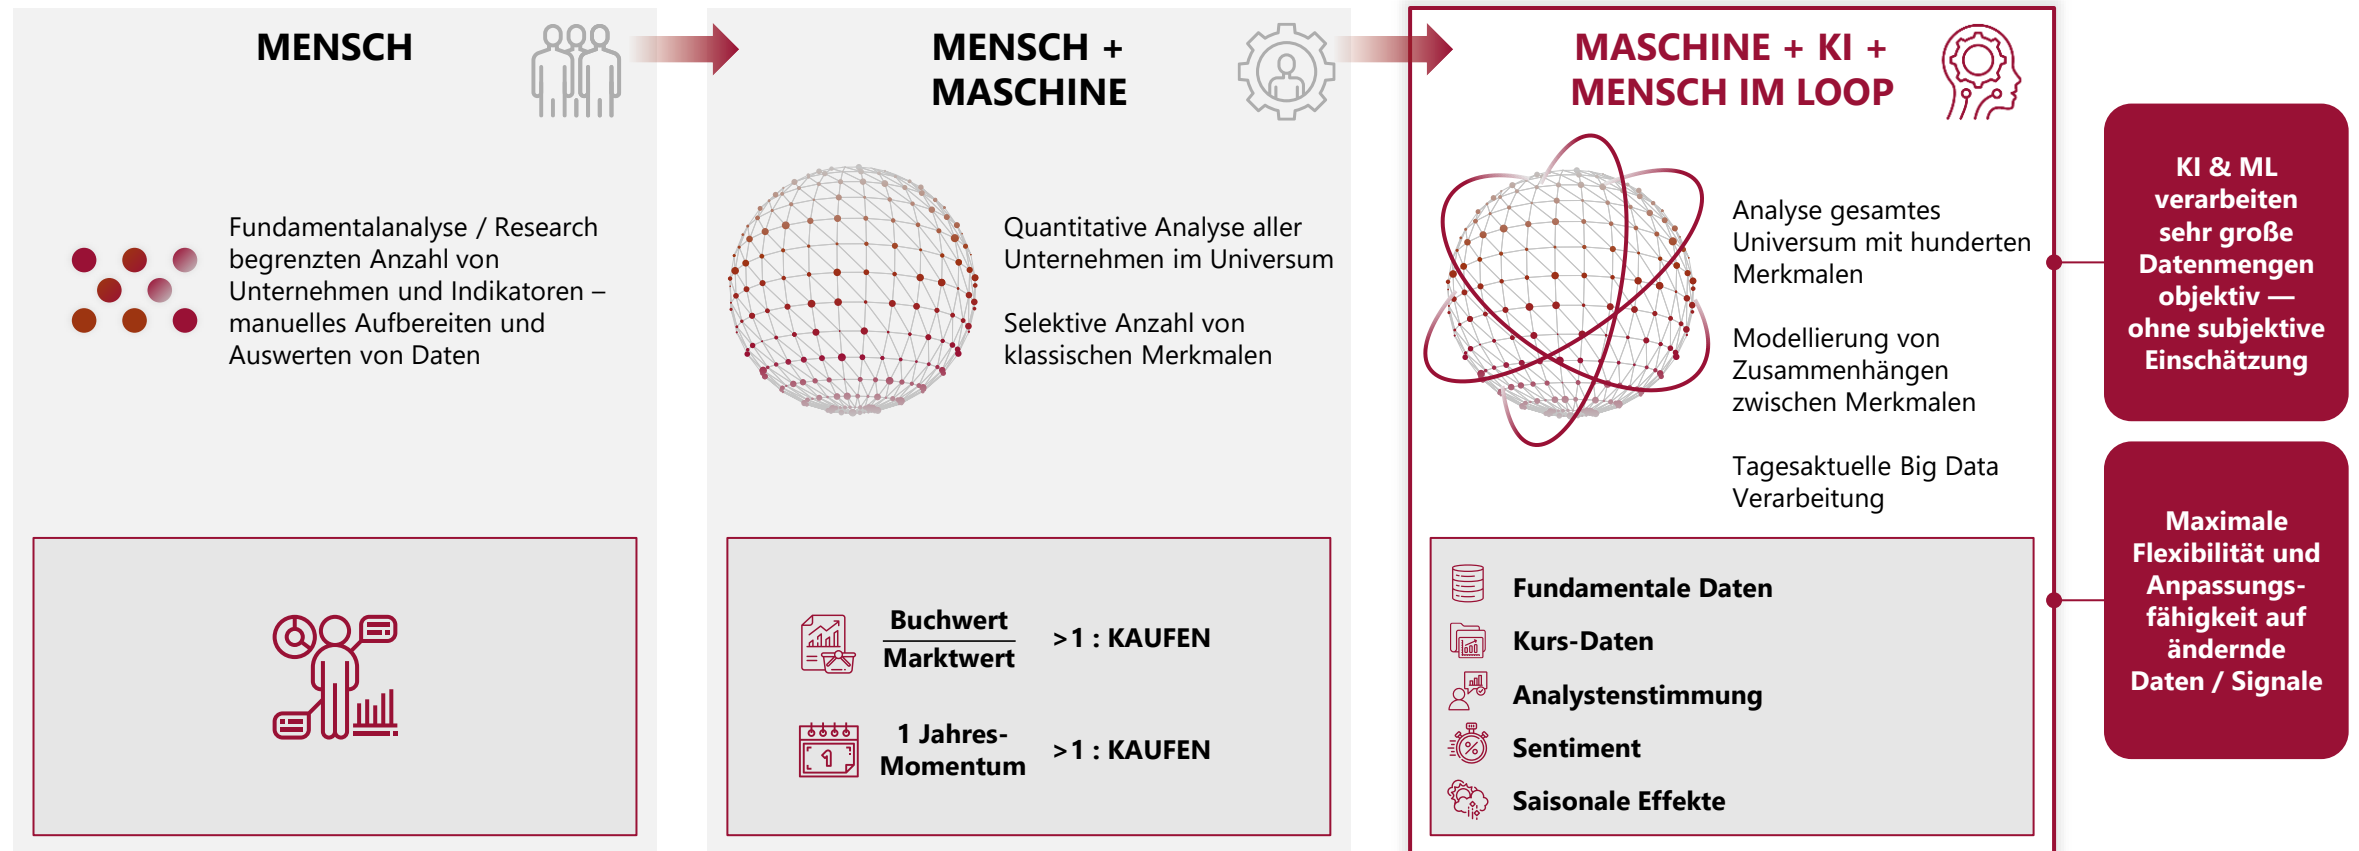 MENSCH
Fundamentalanalyse / Research
begrenzten Anzahl von
Unternehmen und Indikatoren –
manuelles Aufbereiten und
Auswerten von Daten
MENSCH +
MASCHINE
Quantitative Analyse aller
Unternehmen im Universum
Selektive Anzahl von
klassischen Merkmalen
Buchwert
Marktwert
>1 : KAUFEN
1
1 Jahres-
Momentum
>1 : KAUFEN
MASCHINE + KI +
MENSCH IM LOOP
Analyse gesamtes
Universum mit hunderten
Merkmalen
Modellierung von
Zusammenhängen
zwischen Merkmalen
Tagesaktuelle Big Data
Verarbeitung
Fundamentale Daten
Kurs-Daten
Analystenstimmung
%
Sentiment
Saisonale Effekte
KI & ML
verarbeiten
sehr große
Datenmengen
objektiv —
ohne subjektive
Einschätzung
Maximale
Flexibilität und
Anpassungs-
fähigkeit auf
ändernde
Daten / Signale